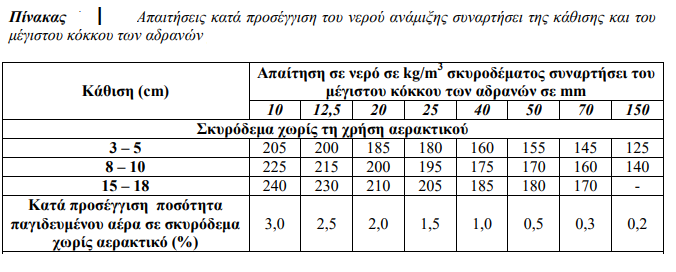 Πίνακας | Απαιτήσεις κατά προσέγγιση του νερού ανάμιξης συναρτήσει της κάθισης και του
μέγιστου κόκκου των αδρανών
Κάθιση (cm) Απαίτηση σε νερό σε kg/m³ σκυροδέματος συναρτήσει του
μέγιστου κόκκου των αδρανών σε mm
10 12,5 20 25 40 50 70 150
Σκυρόδεμα χωρίς τη χρήση αερακτικού
3 – 5 205 200 185 180 160 155 145 125
8 – 10 225 215 200 195 175 170 160 140
15 – 18 240 230 210 205 185 180 170 -
Κατά προσέγγιση ποσότητα
παγιδευμένου αέρα σε σκυρόδεμα
χωρίς αερακτικό (%) 3,0 2,5 2,0 1,5 1,0 0,5 0,3 0,2